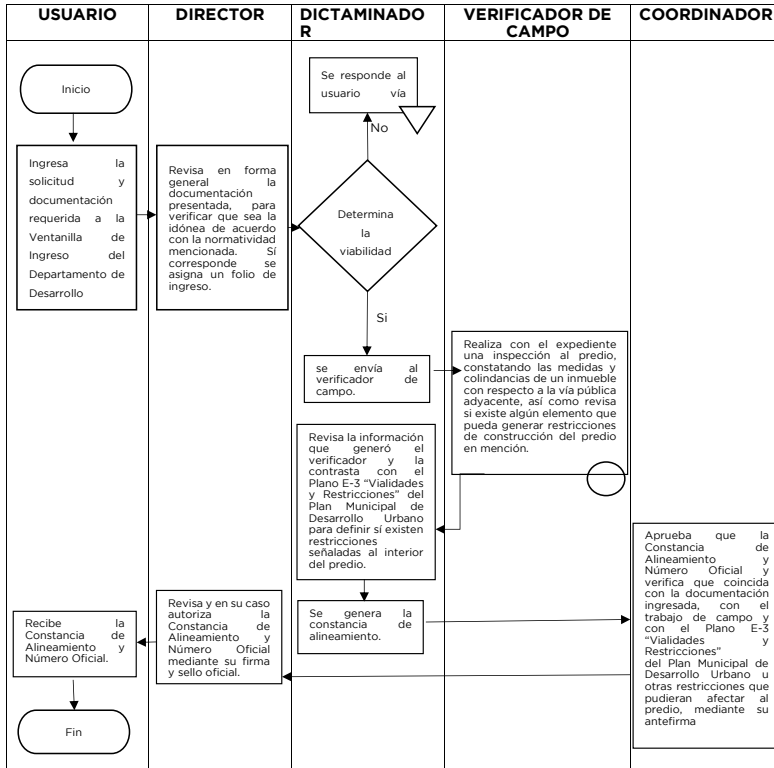 USUARIO
DIRECTOR
DICTAMINADO
R
VERIFICADOR DE
CAMPO
COORDINADOR
Inicio
Se responde al
usuario vía
No
Ingresa la
solicitud y
documentación
requerida a la
Ventanilla de
Ingreso del
Departamento de
Desarrollo
Revisa en forma
general la
documentación
presentada, para
verificar que sea la
idónea de acuerdo
con la normatividad
mencionada. Sí
corresponde se
asigna un folio de
ingreso.
Determina
la
viabilidad
Si
se envía al
verificador de
campo.
Realiza con el expediente
una inspección al predio,
constatando las medidas y
colindancias de un inmueble
con respecto a la vía pública
adyacente, así como revisa
si existe algún elemento que
pueda generar restricciones
de construcción del predio
en mención.
Revisa la información
que generó el
verificador y la
contrasta con el
Plano E-3 “Vialidades
y Restricciones” del
Plan Municipal de
Desarrollo Urbano
para definir sí existen
restricciones
señaladas al interior
del predio.
Se genera la
constancia de
alineamiento.
Aprueba que la
Constancia de
Alineamiento y
Número Oficial y
verifica que coincida
con la documentación
ingresada, con el
trabajo de campo y
con el Plano E-3
“Vialidades y
Restricciones”
del Plan Municipal de
Desarrollo Urbano u
otras restricciones que
pudieran afectar al
predio, mediante su
antefirma
Revisa y en su caso
autoriza la
Constancia de
Alineamiento y
Número Oficial
mediante su firma
y sello oficial.
Recibe la
Constancia de
Alineamiento y
Número Oficial.
Fin